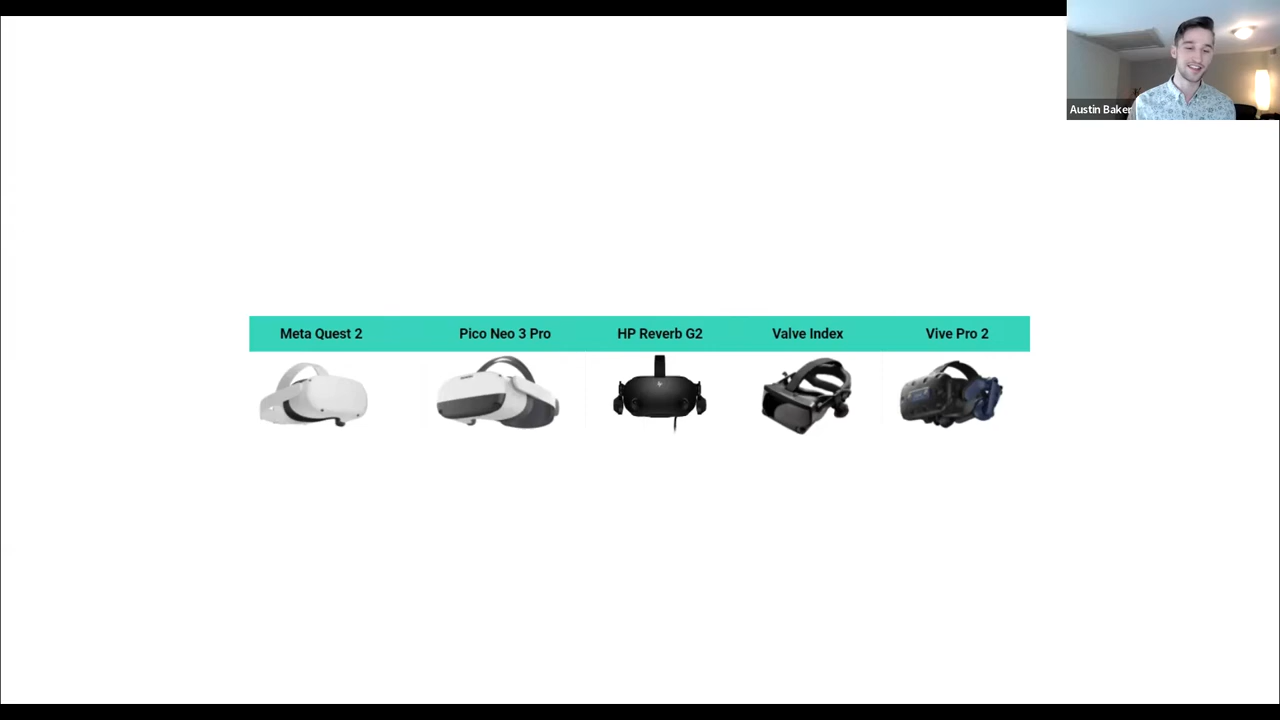 Austin Baker
Meta Quest 2 Pico Neo 3 Pro HP Reverb G2 Valve Index Vive Pro 2